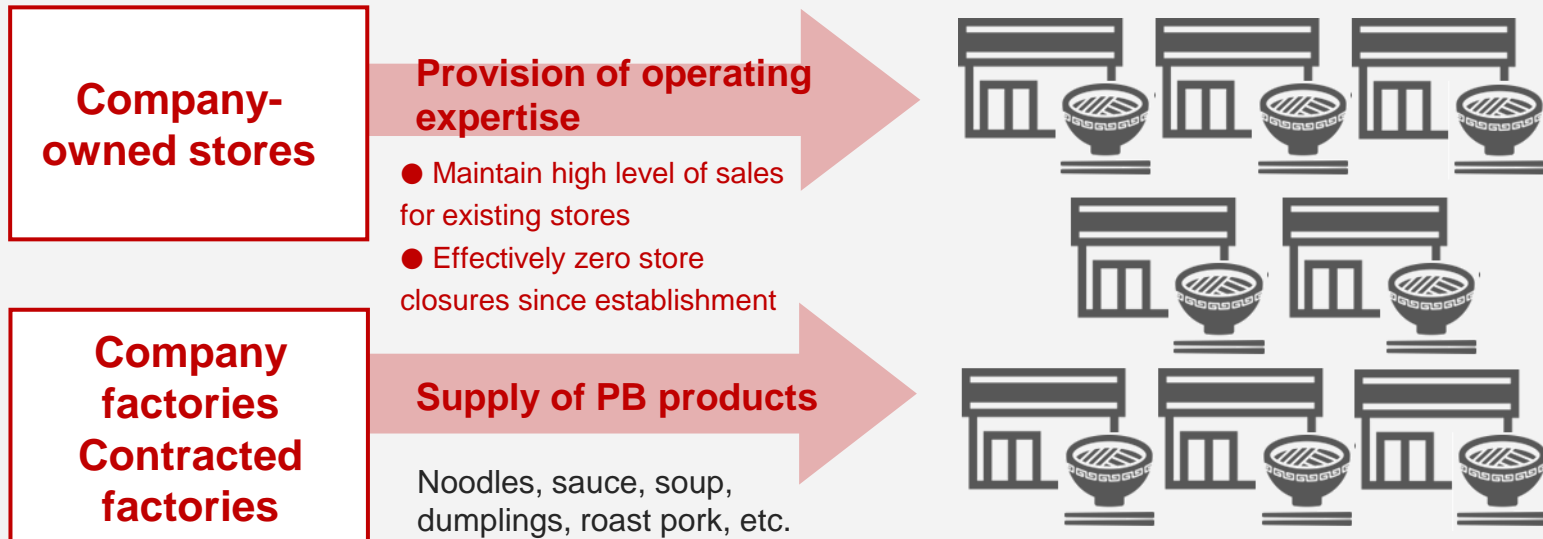 Company-
owned stores
Provision of operating
expertise
● Maintain high level of sales
for existing stores
● Effectively zero store
closures since establishment
Company
factories
Contracted
factories
Supply of PB products
Noodles, sauce, soup,
dumplings, roast pork, etc.